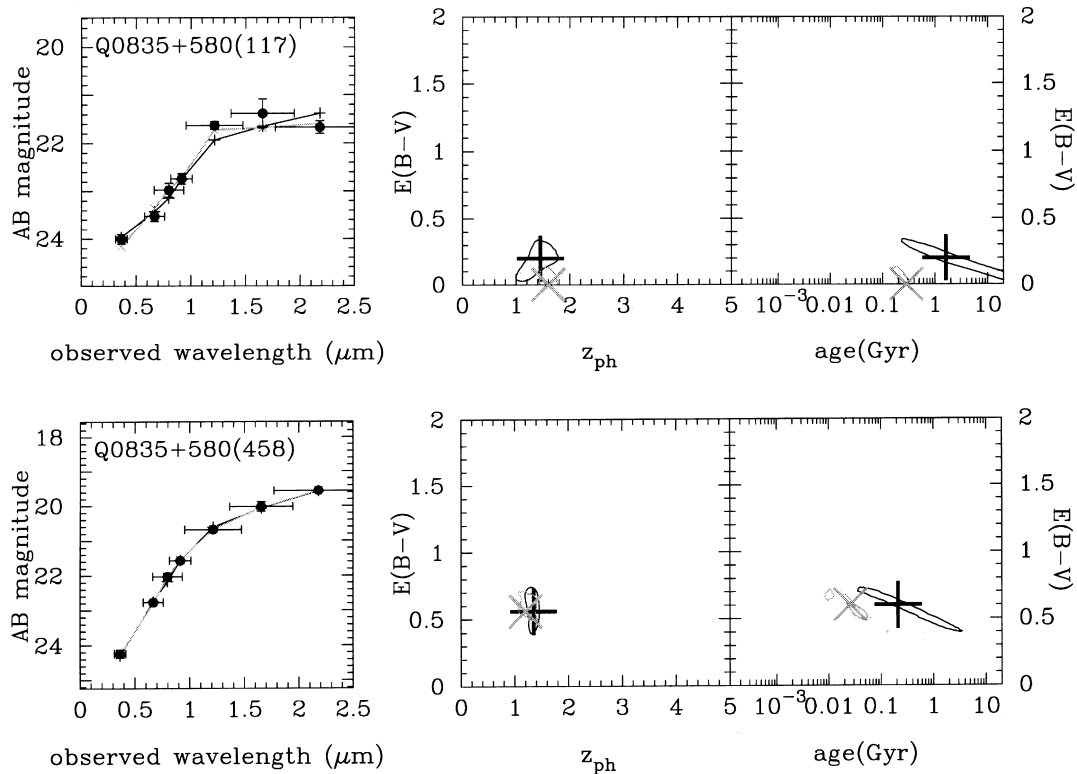 Q0835+580(117)
AB magnitude
20
22
24
0 0.5 1 1.5 2 2.5
observed wavelength (μm)
E(B−V)
2
1.5
1
0.5
0
0 1 2 3 4 5
z_ph
10⁻³ 0.01 0.1 1 10
age(Gyr)
2
1.5
1
0.5
0
E(B−V)
Q0835+580(458)
AB magnitude
18
20
22
24
0 0.5 1 1.5 2 2.5
observed wavelength (μm)
E(B−V)
2
1.5
1
0.5
0
0 1 2 3 4 5
z_ph
10⁻³ 0.01 0.1 1 10
age(Gyr)
2
1.5
1
0.5
0
E(B−V)